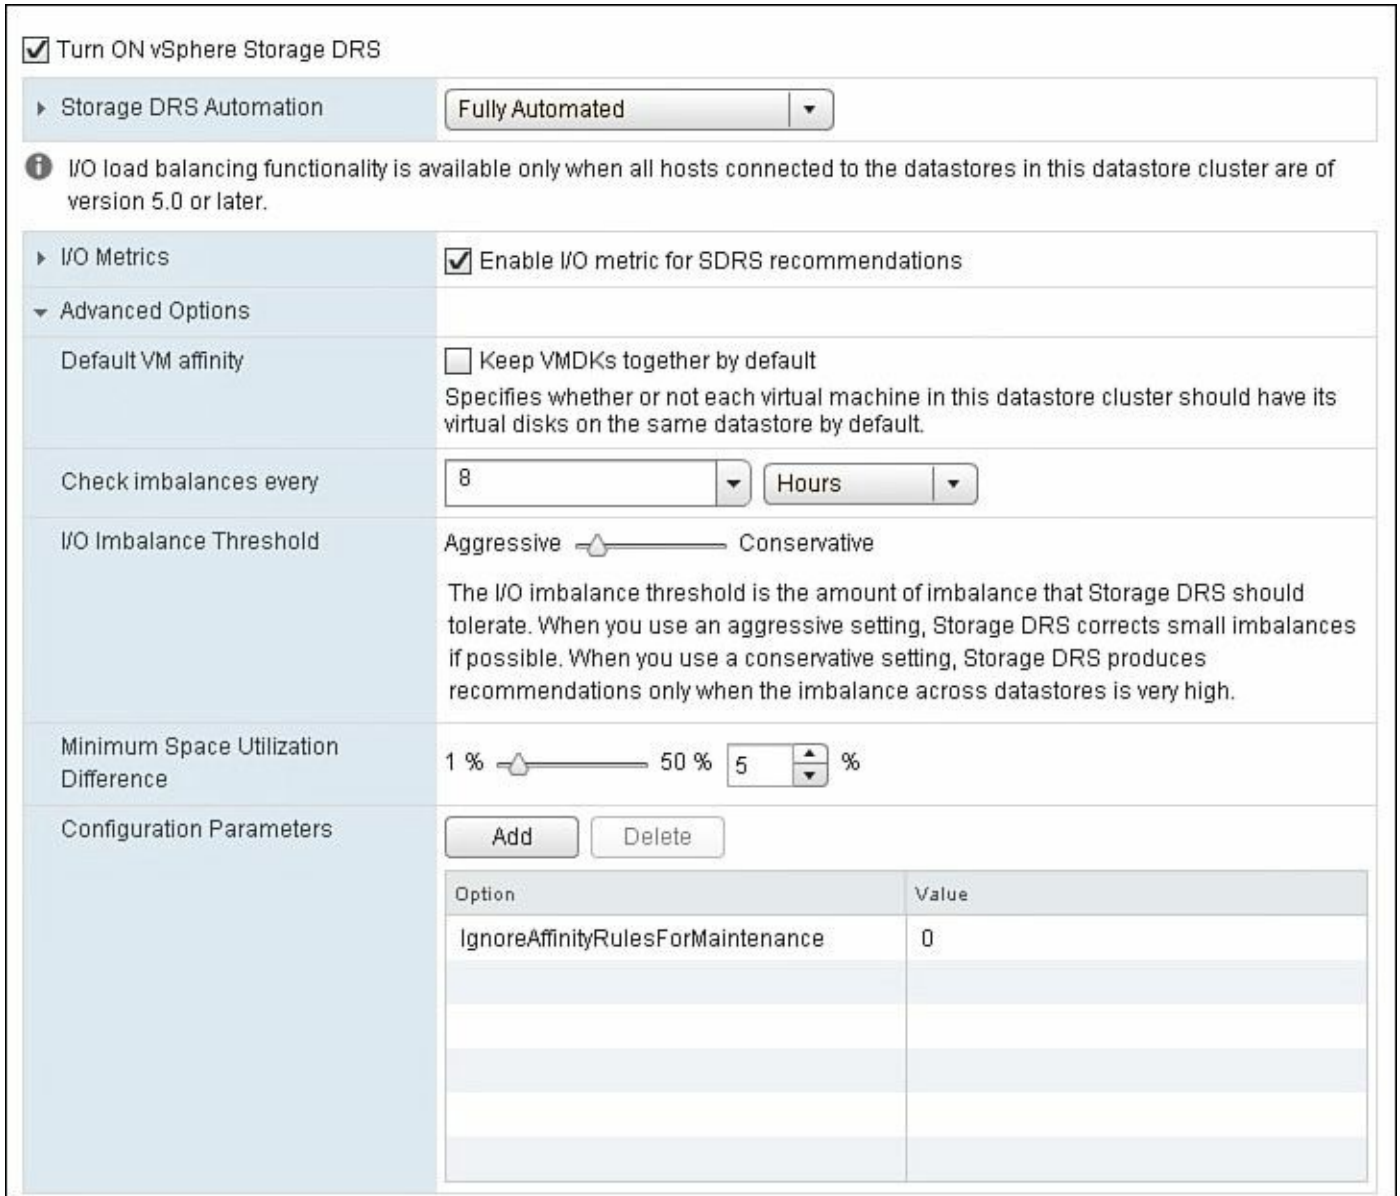 Turn ON vSphere Storage DRS
Storage DRS Automation
Fully Automated
I/O load balancing functionality is available only when all hosts connected to the datastores in this datastore cluster are of
version 5.0 or later.
I/O Metrics
Enable I/O metric for SDRS recommendations
Advanced Options
Default VM affinity
Keep VMDKs together by default
Specifies whether or not each virtual machine in this datastore cluster should have its
virtual disks on the same datastore by default.
Check imbalances every
8
Hours
I/O Imbalance Threshold
Aggressive
Conservative
The I/O imbalance threshold is the amount of imbalance that Storage DRS should
tolerate. When you use an aggressive setting, Storage DRS corrects small imbalances
if possible. When you use a conservative setting, Storage DRS produces
recommendations only when the imbalance across datastores is very high.
Minimum Space Utilization
Difference
1 %
50 %
5
%
Configuration Parameters
Add
Delete
Option
Value
IgnoreAffinityRulesForMaintenance
0